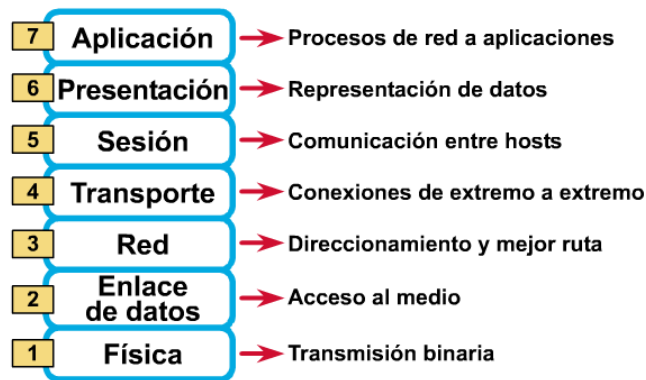 7 Aplicación Procesos de red a aplicaciones
6 Presentación Representación de datos
5 Sesión Comunicación entre hosts
4 Transporte Conexiones de extremo a extremo
3 Red Direccionamiento y mejor ruta
2 Enlace
de datos Acceso al medio
1 Física Transmisión binaria